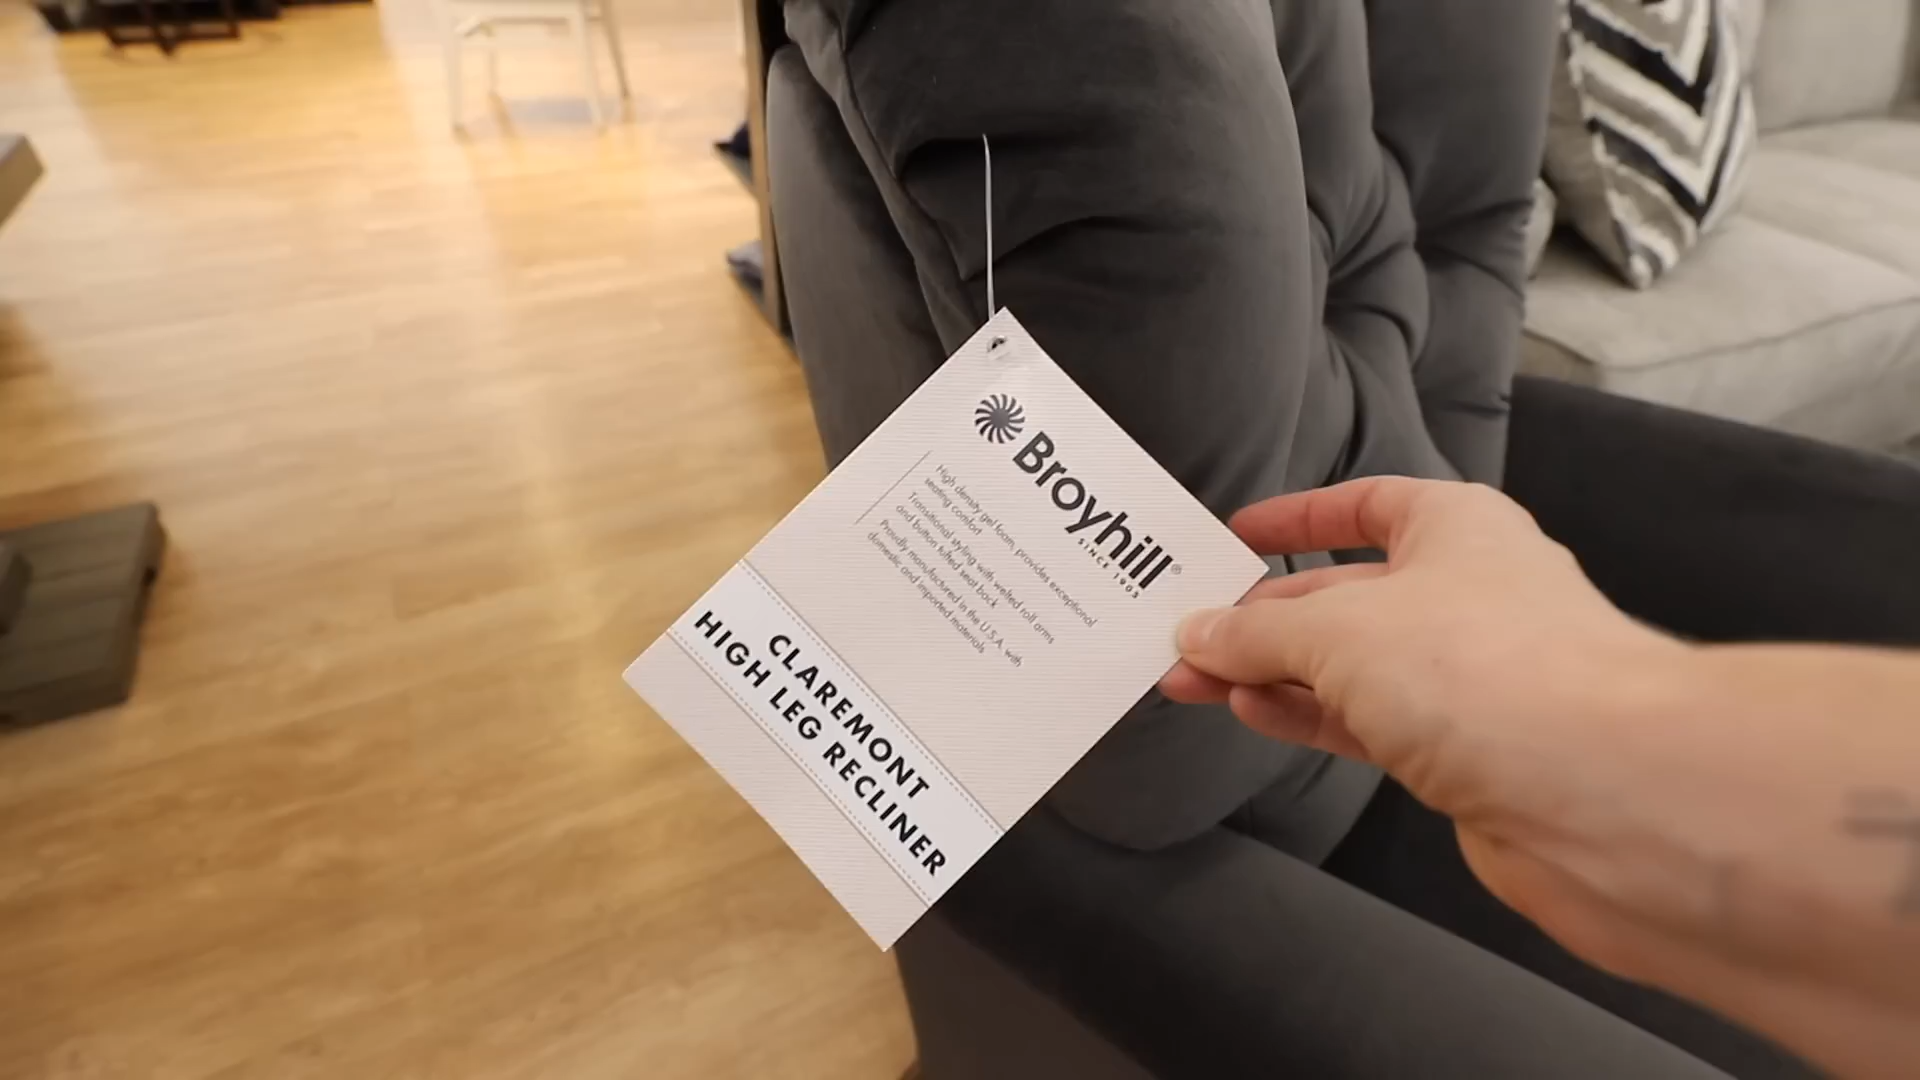 Broyhill®
SINCE 1905
High density gel foam, provides exceptional
seating comfort
Transitional styling with welted roll arms
and button tufted seat back
Proudly manufactured in the U.S.A. with
domestic and imported materials
CLAREMONT
HIGH LEG RECLINER